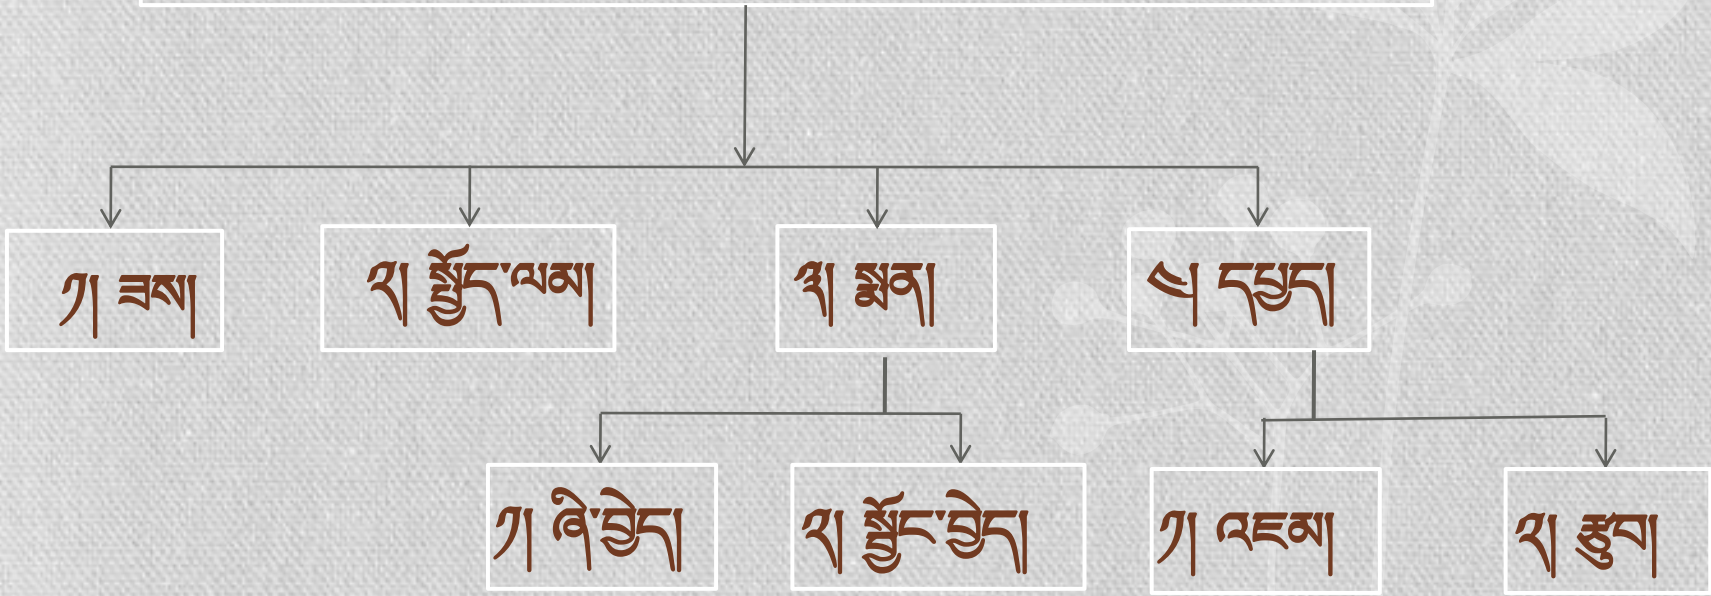 ༡། ཟས།
༢། སྤྱོད་ལམ།
༣། སྨན།
༤། དཔྱད།
༡། ཞི་བྱེད།
༢། སྦྱོང་བྱེད།
༡། འཇམ།
༢། རྩུབ།